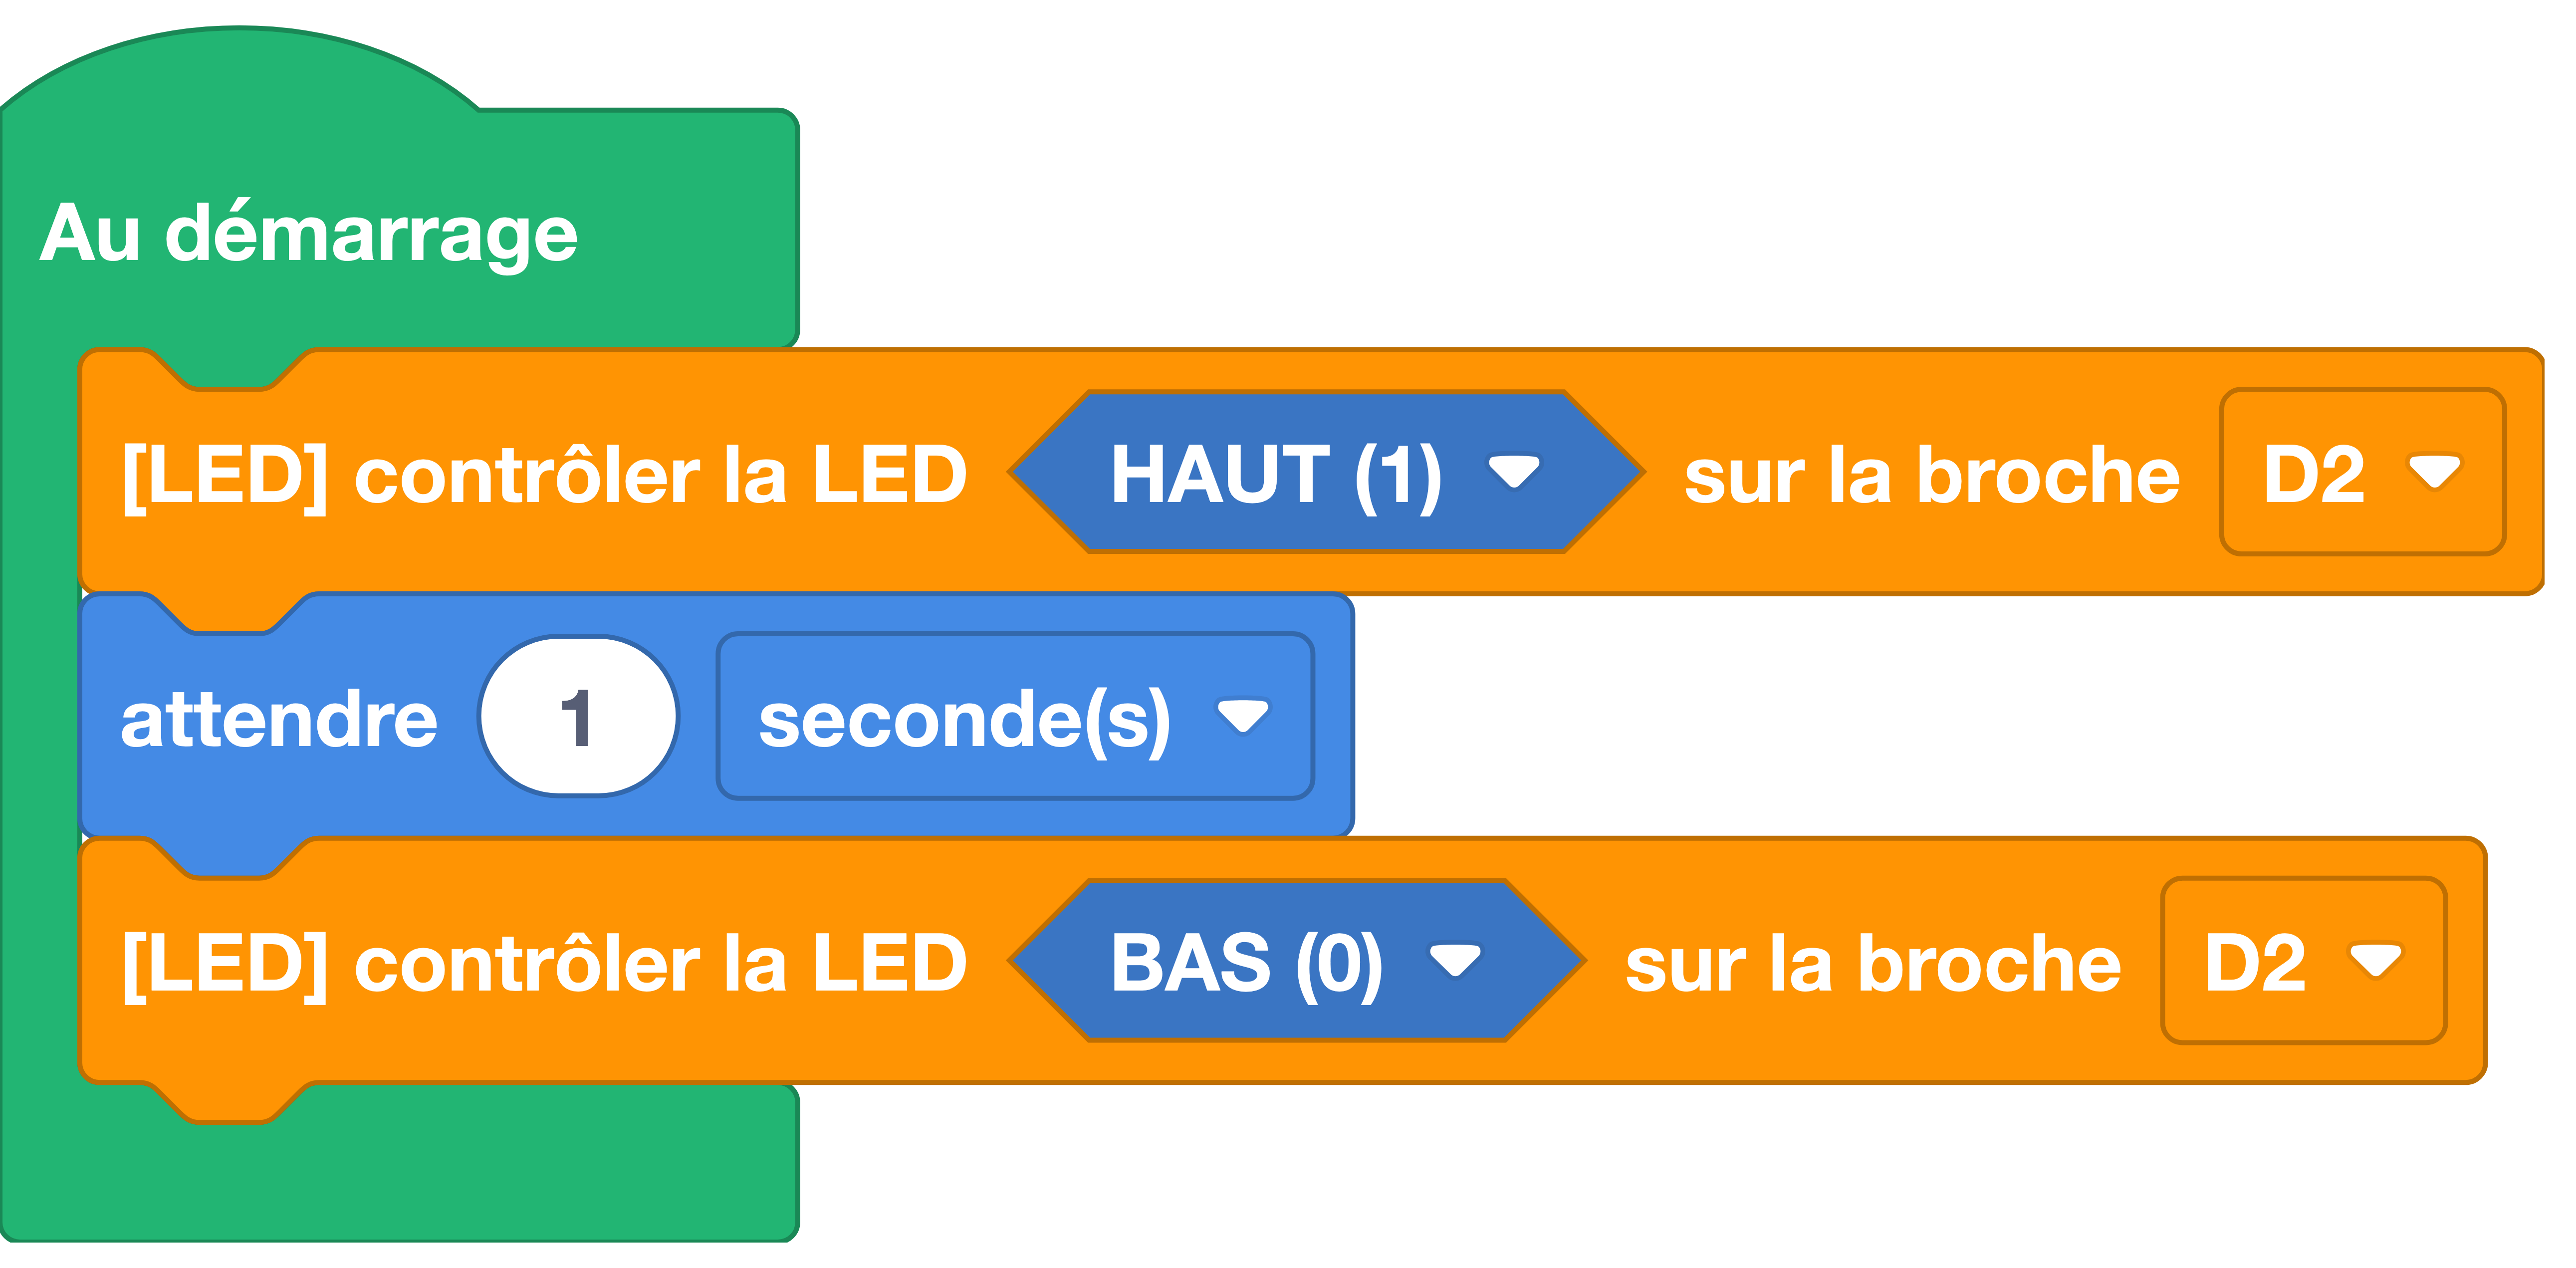 Au démarrage
[LED] contrôler la LED HAUT (1) sur la broche D2
attendre 1 seconde(s)
[LED] contrôler la LED BAS (0) sur la broche D2